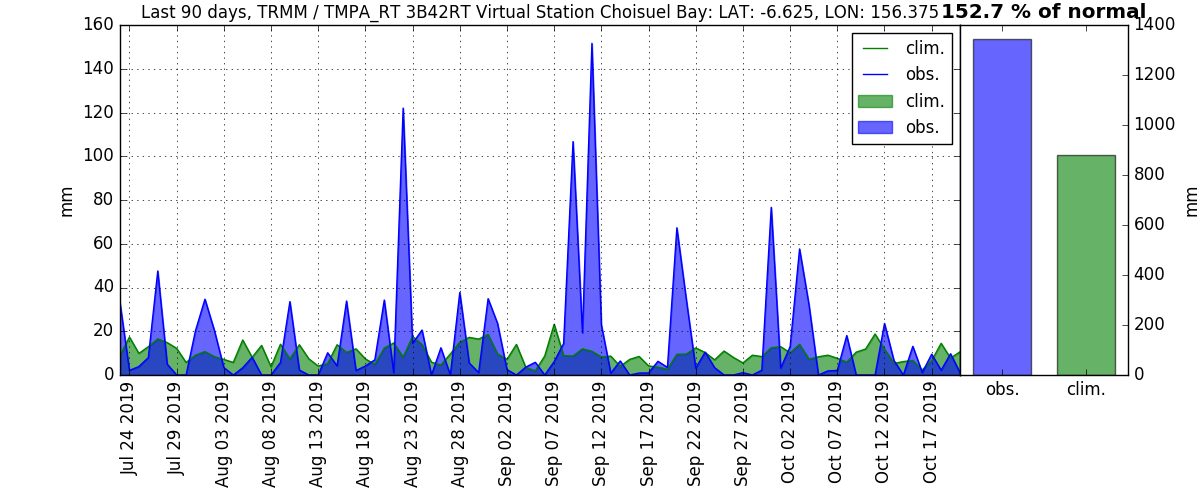 Last 90 days, TRMM / TMPA_RT 3B42RT Virtual Station Choisuel Bay: LAT: -6.625, LON: 156.375
152.7 % of normal
160
140
120
100
80
60
40
20
0
mm
clim.
obs.
clim.
obs.
Jul 24 2019
Jul 29 2019
Aug 03 2019
Aug 08 2019
Aug 13 2019
Aug 18 2019
Aug 23 2019
Aug 28 2019
Sep 02 2019
Sep 07 2019
Sep 12 2019
Sep 17 2019
Sep 22 2019
Sep 27 2019
Oct 02 2019
Oct 07 2019
Oct 12 2019
Oct 17 2019
1400
1200
1000
800
600
400
200
0
mm
obs.
clim.